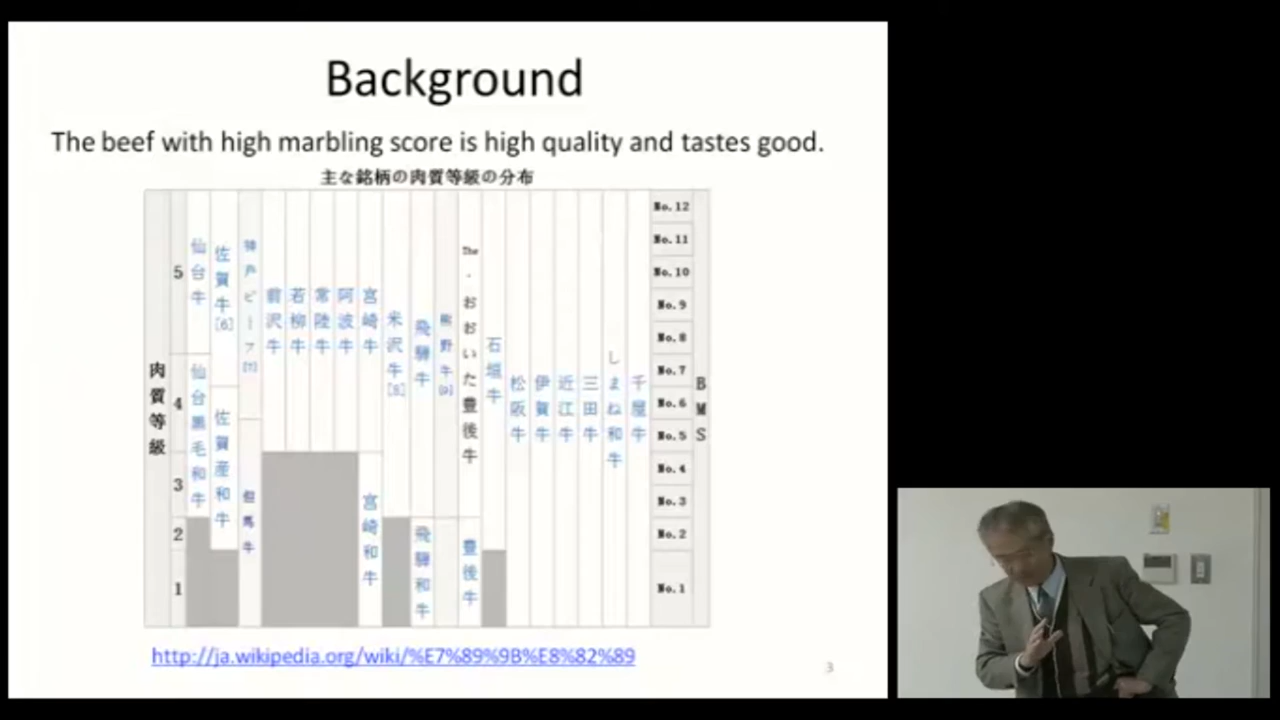 Background
The beef with high marbling score is high quality and tastes good.
主な銘柄の肉質等級の分布
肉質等級
5
4
3
2
1
仙台牛
仙台黒毛和牛
佐賀牛[6]
佐賀産和牛
神戸ビーフ[7]
但馬牛
前沢牛
若柳牛
常陸牛
阿波牛
宮崎牛
宮崎和牛
米沢牛[8]
飛騨牛
飛騨和牛
熊野牛[9]
The・おおいた豊後牛
豊後牛
石垣牛
松阪牛
伊賀牛
近江牛
三田牛
しまね和牛
千屋牛
No.12
No.11
No.10
No.9
No.8
No.7
No.6
No.5
No.4
No.3
No.2
No.1
BMS
http://ja.wikipedia.org/wiki/%E7%89%9B%E8%82%89
3